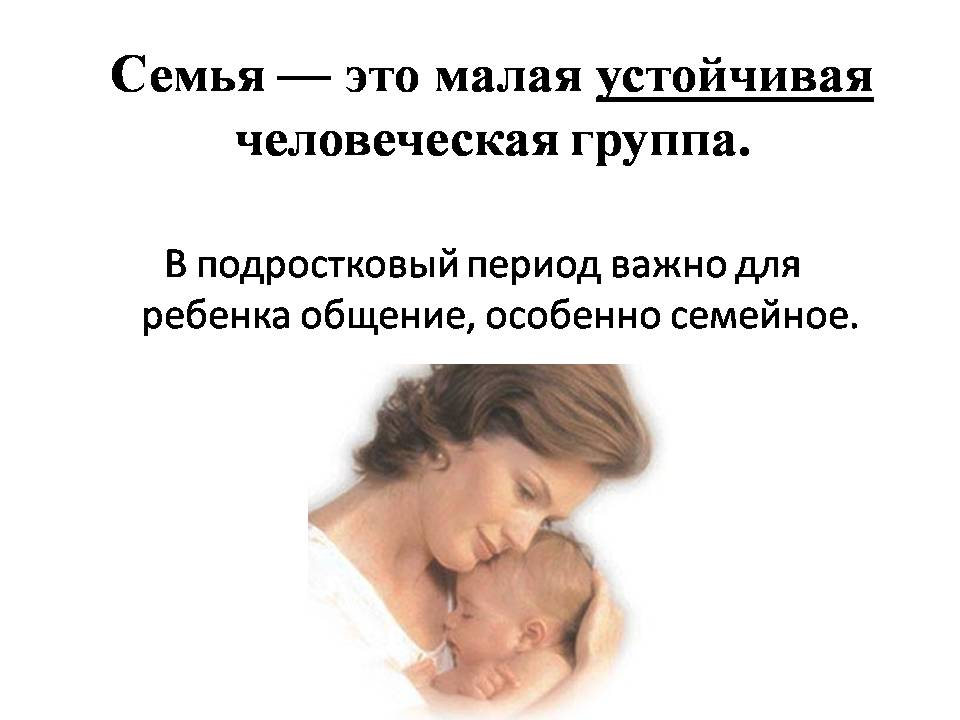 Семья — это малая устойчивая
человеческая группа.
В подростковый период важно для
ребенка общение, особенно семейное.